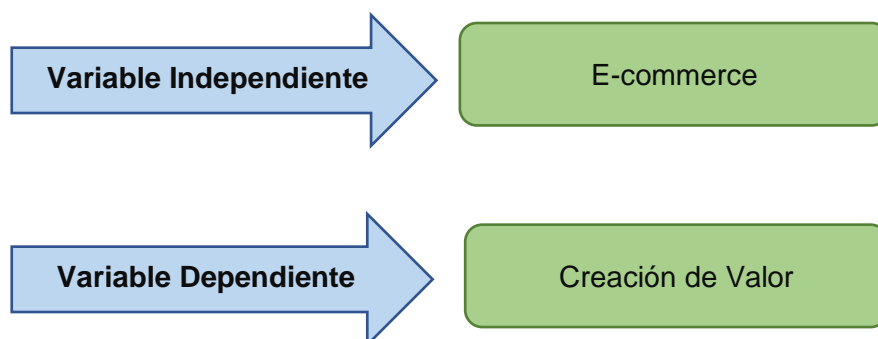 Variable Independiente
E-commerce
Variable Dependiente
Creación de Valor